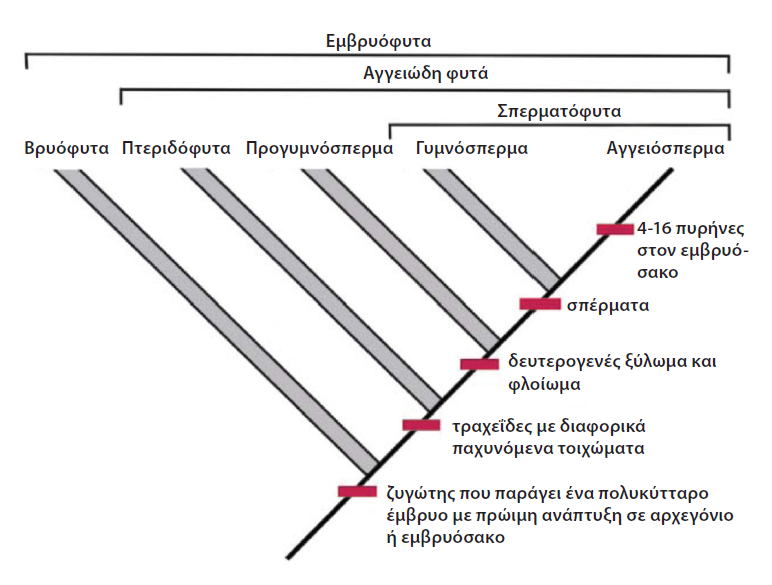 Εμβρυόφυτα
Αγγειώδη φυτά
Σπερματόφυτα
Βρυόφυτα Πτεριδόφυτα Προγυμνόσπερμα Γυμνόσπερμα Αγγειόσπερμα
4-16 πυρήνες
στον εμβρυό-
σακο
σπέρματα
δευτερογενές ξύλωμα και
φλοίωμα
τραχεΐδες με διαφορικά
παχυνόμενα τοιχώματα
ζυγώτης που παράγει ένα πολυκύτταρο
έμβρυο με πρώιμη ανάπτυξη σε αρχεγόνιο
ή εμβρυόσακο